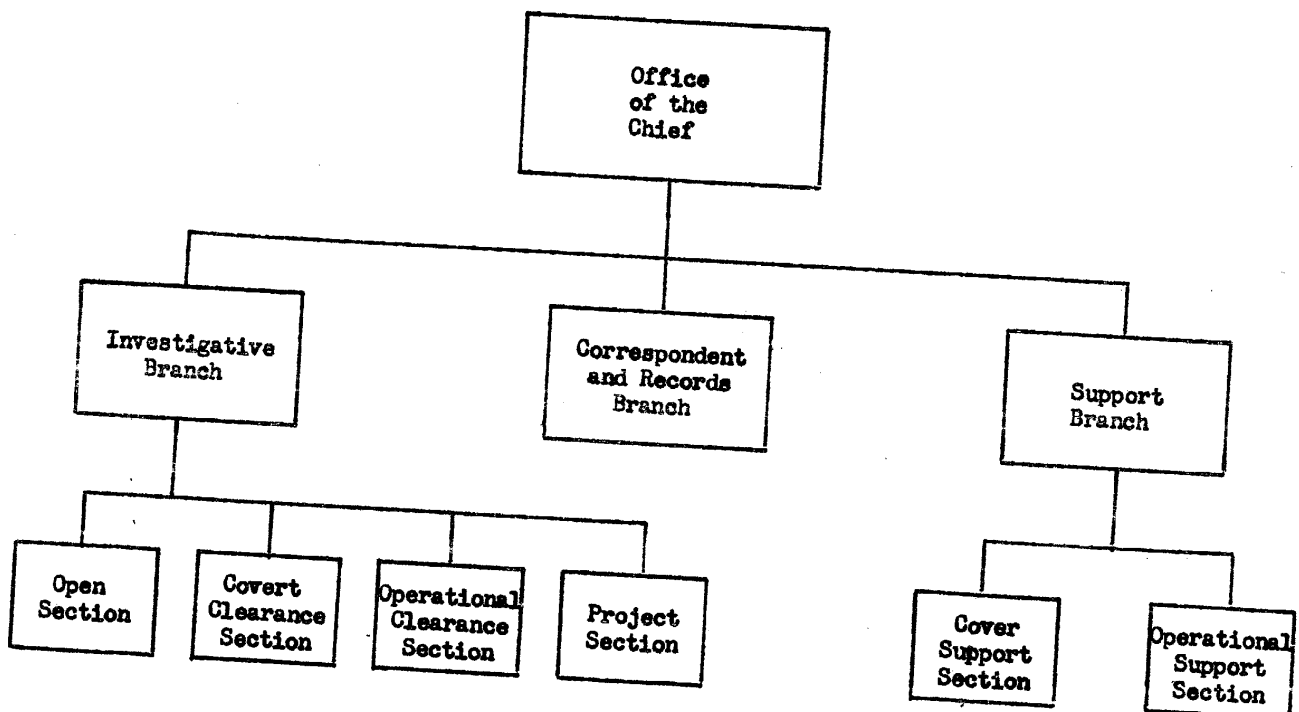 Office
of the
Chief
Investigative
Branch
Correspondent
and Records
Branch
Support
Branch
Open
Section
Covert
Clearance
Section
Operational
Clearance
Section
Project
Section
Cover
Support
Section
Operational
Support
Section